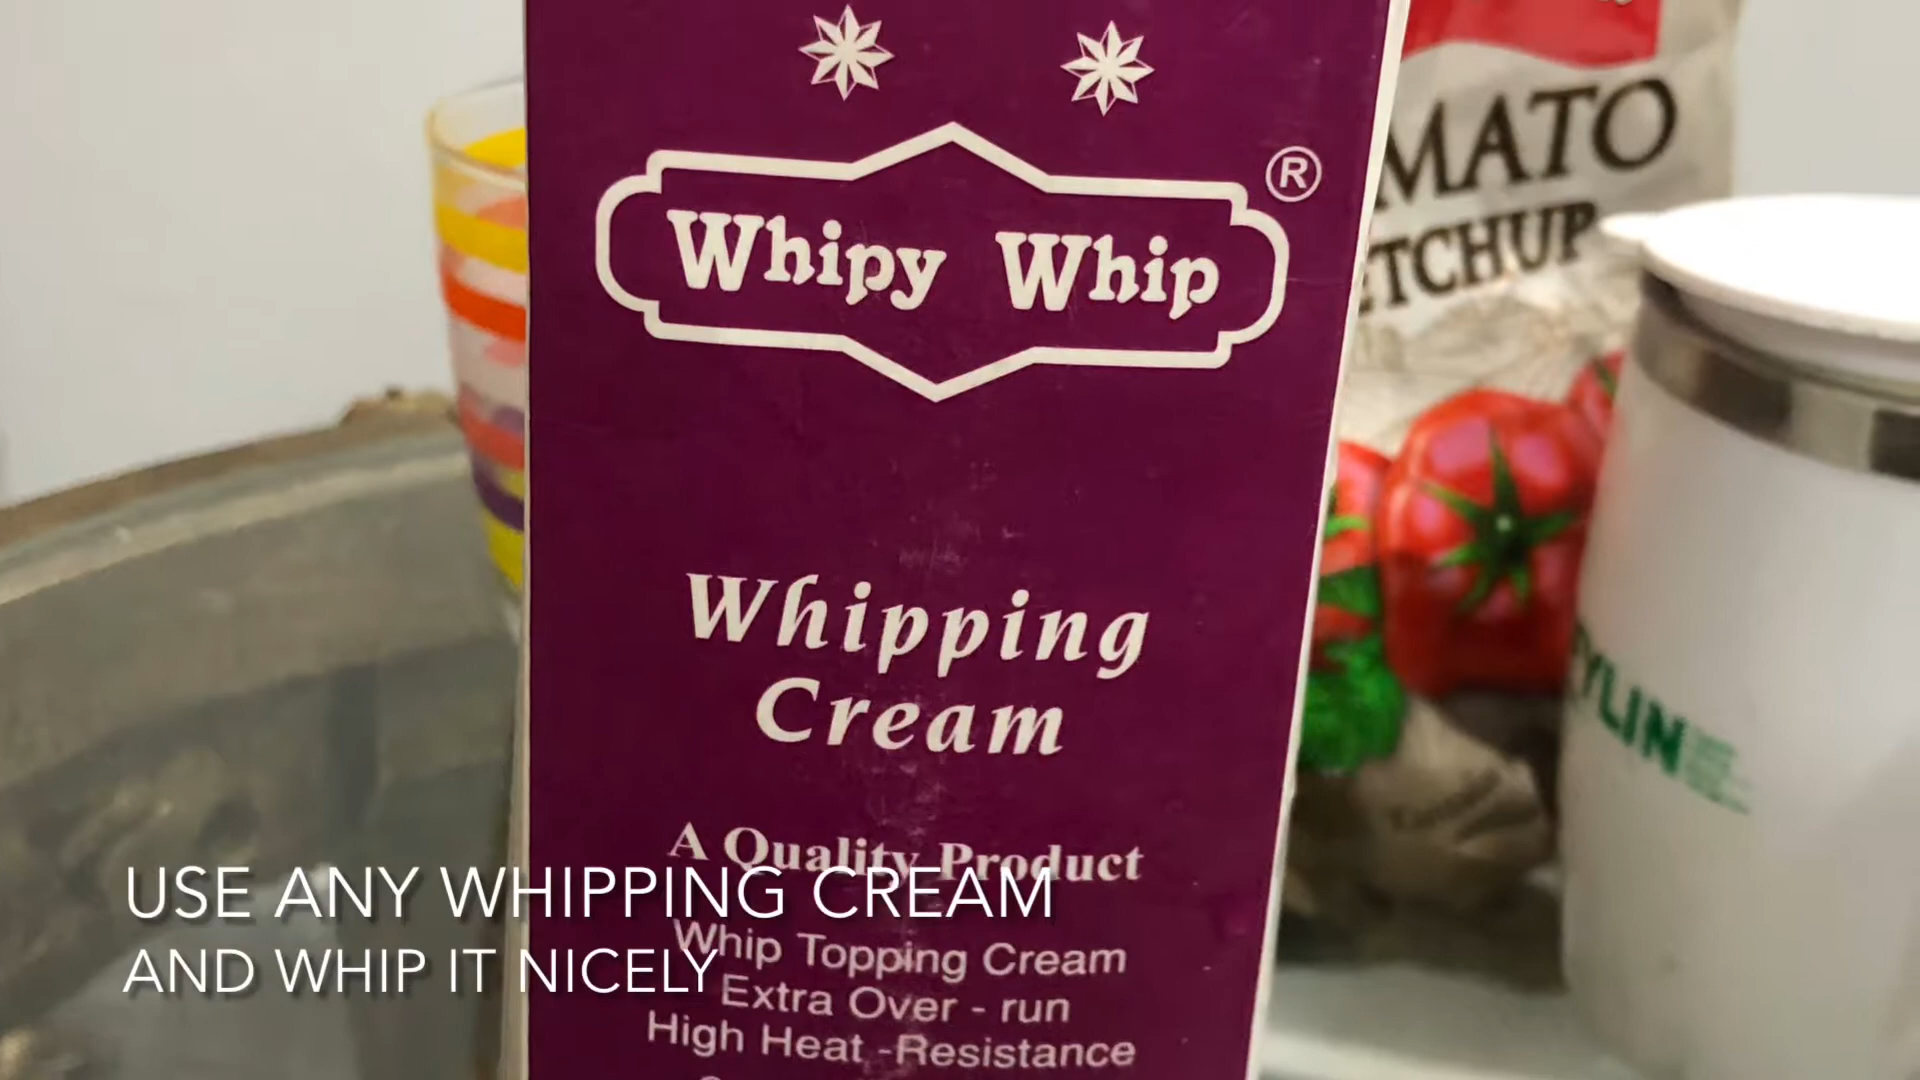 Whipy Whip
®
Whipping
Cream
A Quality Product
Whip Topping Cream
Extra Over - run
High Heat -Resistance
USE ANY WHIPPING CREAM
AND WHIP IT NICELY
MATO
ETCHUP
YLIN